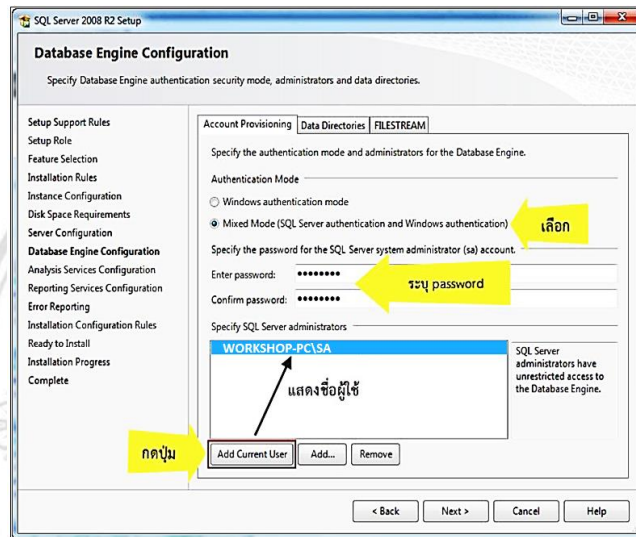 SQL Server 2008 R2 Setup
Database Engine Configuration
Specify Database Engine authentication security mode, administrators and data directories.
Setup Support Rules
Setup Role
Feature Selection
Installation Rules
Instance Configuration
Disk Space Requirements
Server Configuration
Database Engine Configuration
Analysis Services Configuration
Reporting Services Configuration
Error Reporting
Installation Configuration Rules
Ready to Install
Installation Progress
Complete
Account Provisioning Data Directories FILESTREAM
Specify the authentication mode and administrators for the Database Engine.
Authentication Mode
Windows authentication mode
Mixed Mode (SQL Server authentication and Windows authentication)
เลือก
Specify the password for the SQL Server system administrator (sa) account.
Enter password: ●●●●●●●●
ระบุ password
Confirm password: ●●●●●●●●
Specify SQL Server administrators
WORKSHOP-PC\SA
แสดงชื่อผู้ใช้
SQL Server
administrators have
unrestricted access to
the Database Engine.
กดปุ่ม
Add Current User Add... Remove
< Back Next > Cancel Help